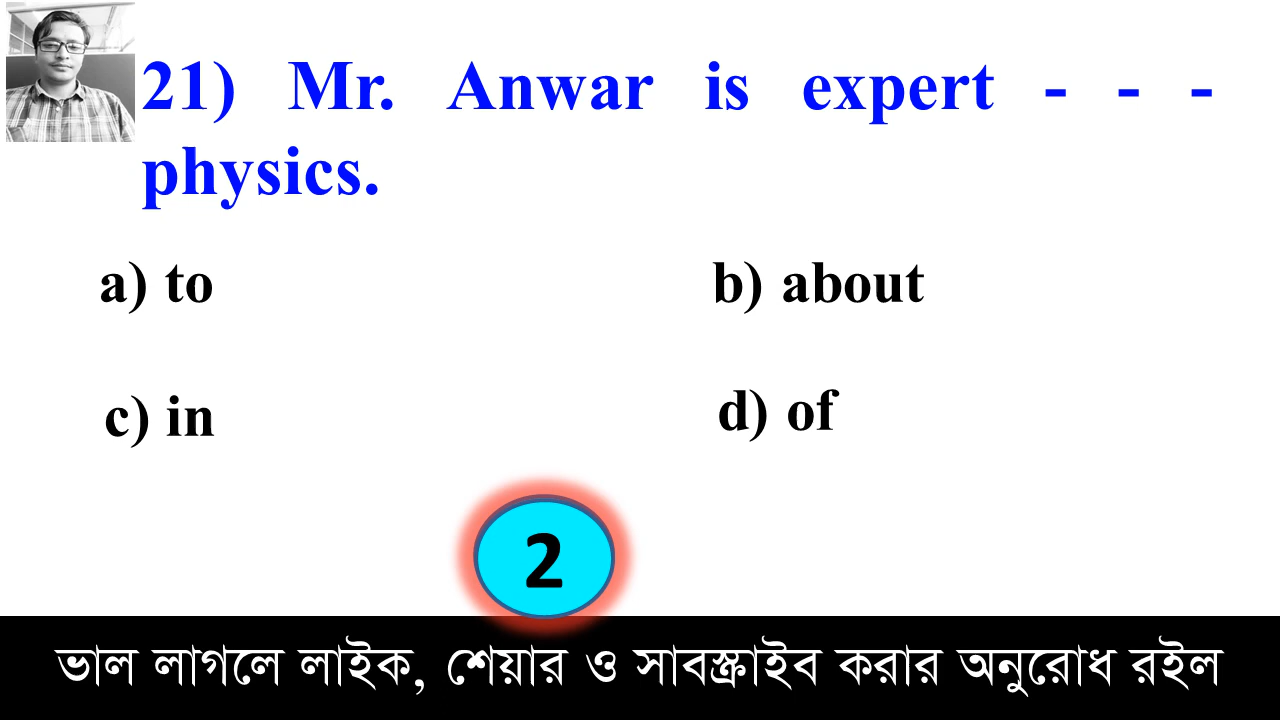 21) Mr. Anwar is expert - - -
physics.
a) to
b) about
c) in
d) of
2
ভাল লাগলে লাইক, শেয়ার ও সাবস্ক্রাইব করার অনুরোধ রইল